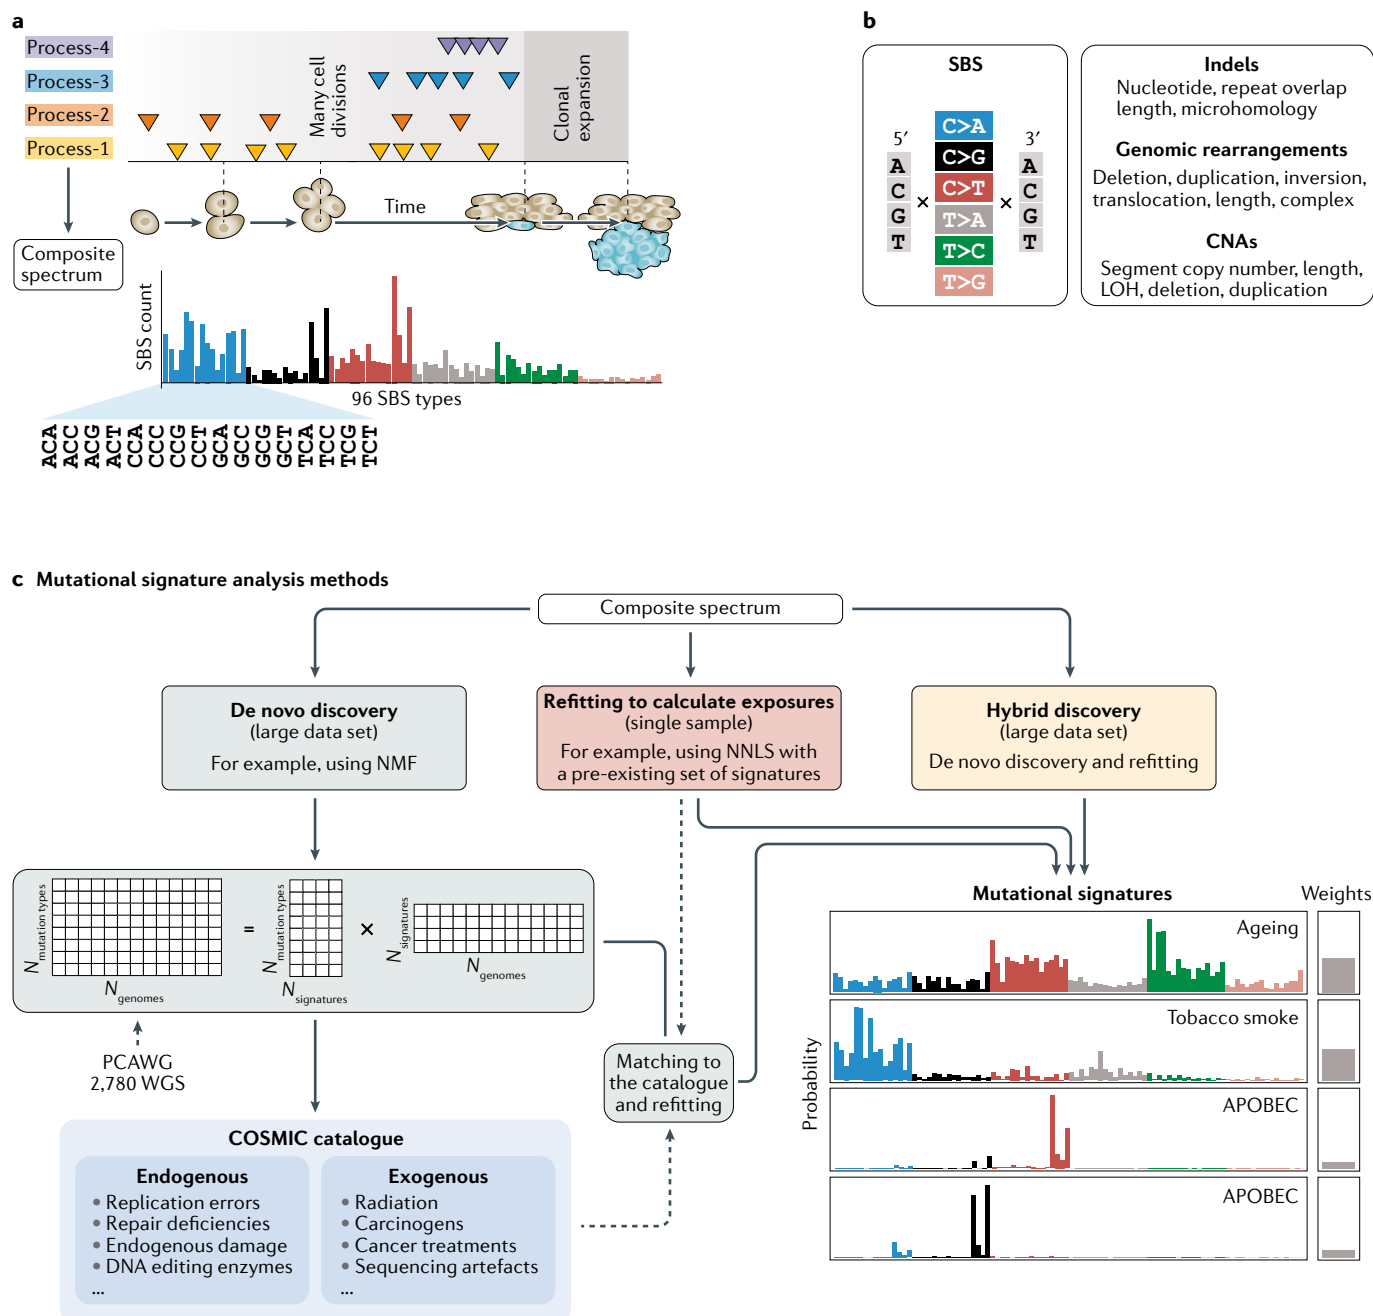 a
Process-4
Process-3
Process-2
Process-1
Many cell
divisions
Clonal
expansion
Time
Composite
spectrum
SBS count
96 SBS types
ACA
ACC
ACG
ACT
CCA
CCC
CCG
CCT
GCA
GCC
GCG
GCT
TCA
TCC
TCG
TCT
b
SBS
5′
A
C
G
T
×
C>A
C>G
C>T
T>A
T>C
T>G
×
3′
A
C
G
T
Indels
Nucleotide, repeat overlap
length, microhomology
Genomic rearrangements
Deletion, duplication, inversion,
translocation, length, complex
CNAs
Segment copy number, length,
LOH, deletion, duplication
c Mutational signature analysis methods
Composite spectrum
De novo discovery
(large data set)
For example, using NMF
Refitting to calculate exposures
(single sample)
For example, using NNLS with
a pre-existing set of signatures
Hybrid discovery
(large data set)
De novo discovery and refitting
N mutation types
N genomes
=
N mutation types
N signatures
×
N signatures
N genomes
PCAWG
2,780 WGS
Matching to
the catalogue
and refitting
COSMIC catalogue
Endogenous
• Replication errors
• Repair deficiencies
• Endogenous damage
• DNA editing enzymes
...
Exogenous
• Radiation
• Carcinogens
• Cancer treatments
• Sequencing artefacts
...
Mutational signatures
Weights
Probability
Ageing
Tobacco smoke
APOBEC
APOBEC